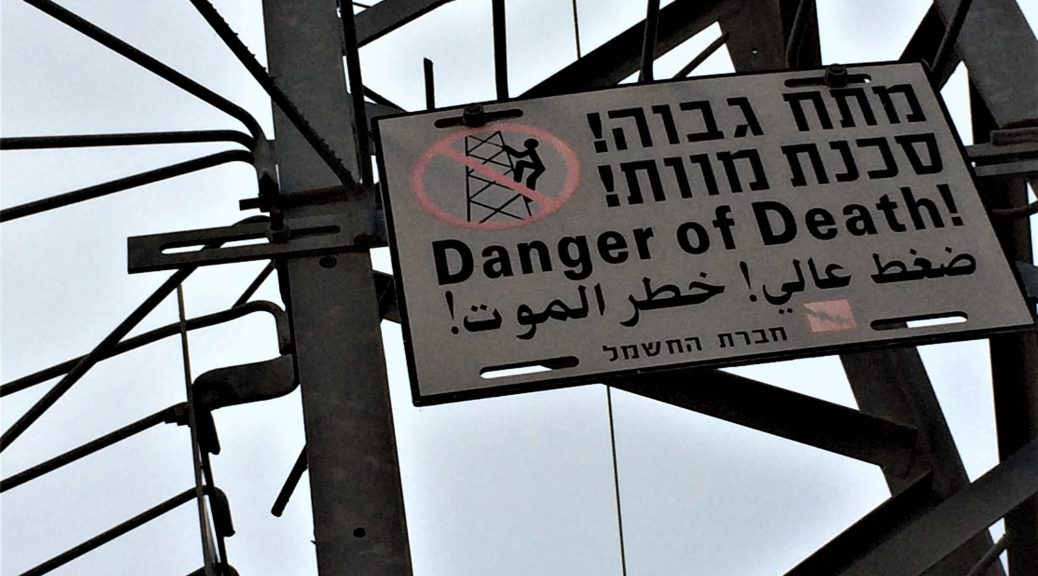 מתח גבוה!
סכנת מוות!
Danger of Death!
ضغط عالي! خطر الموت!
חברת החשמל